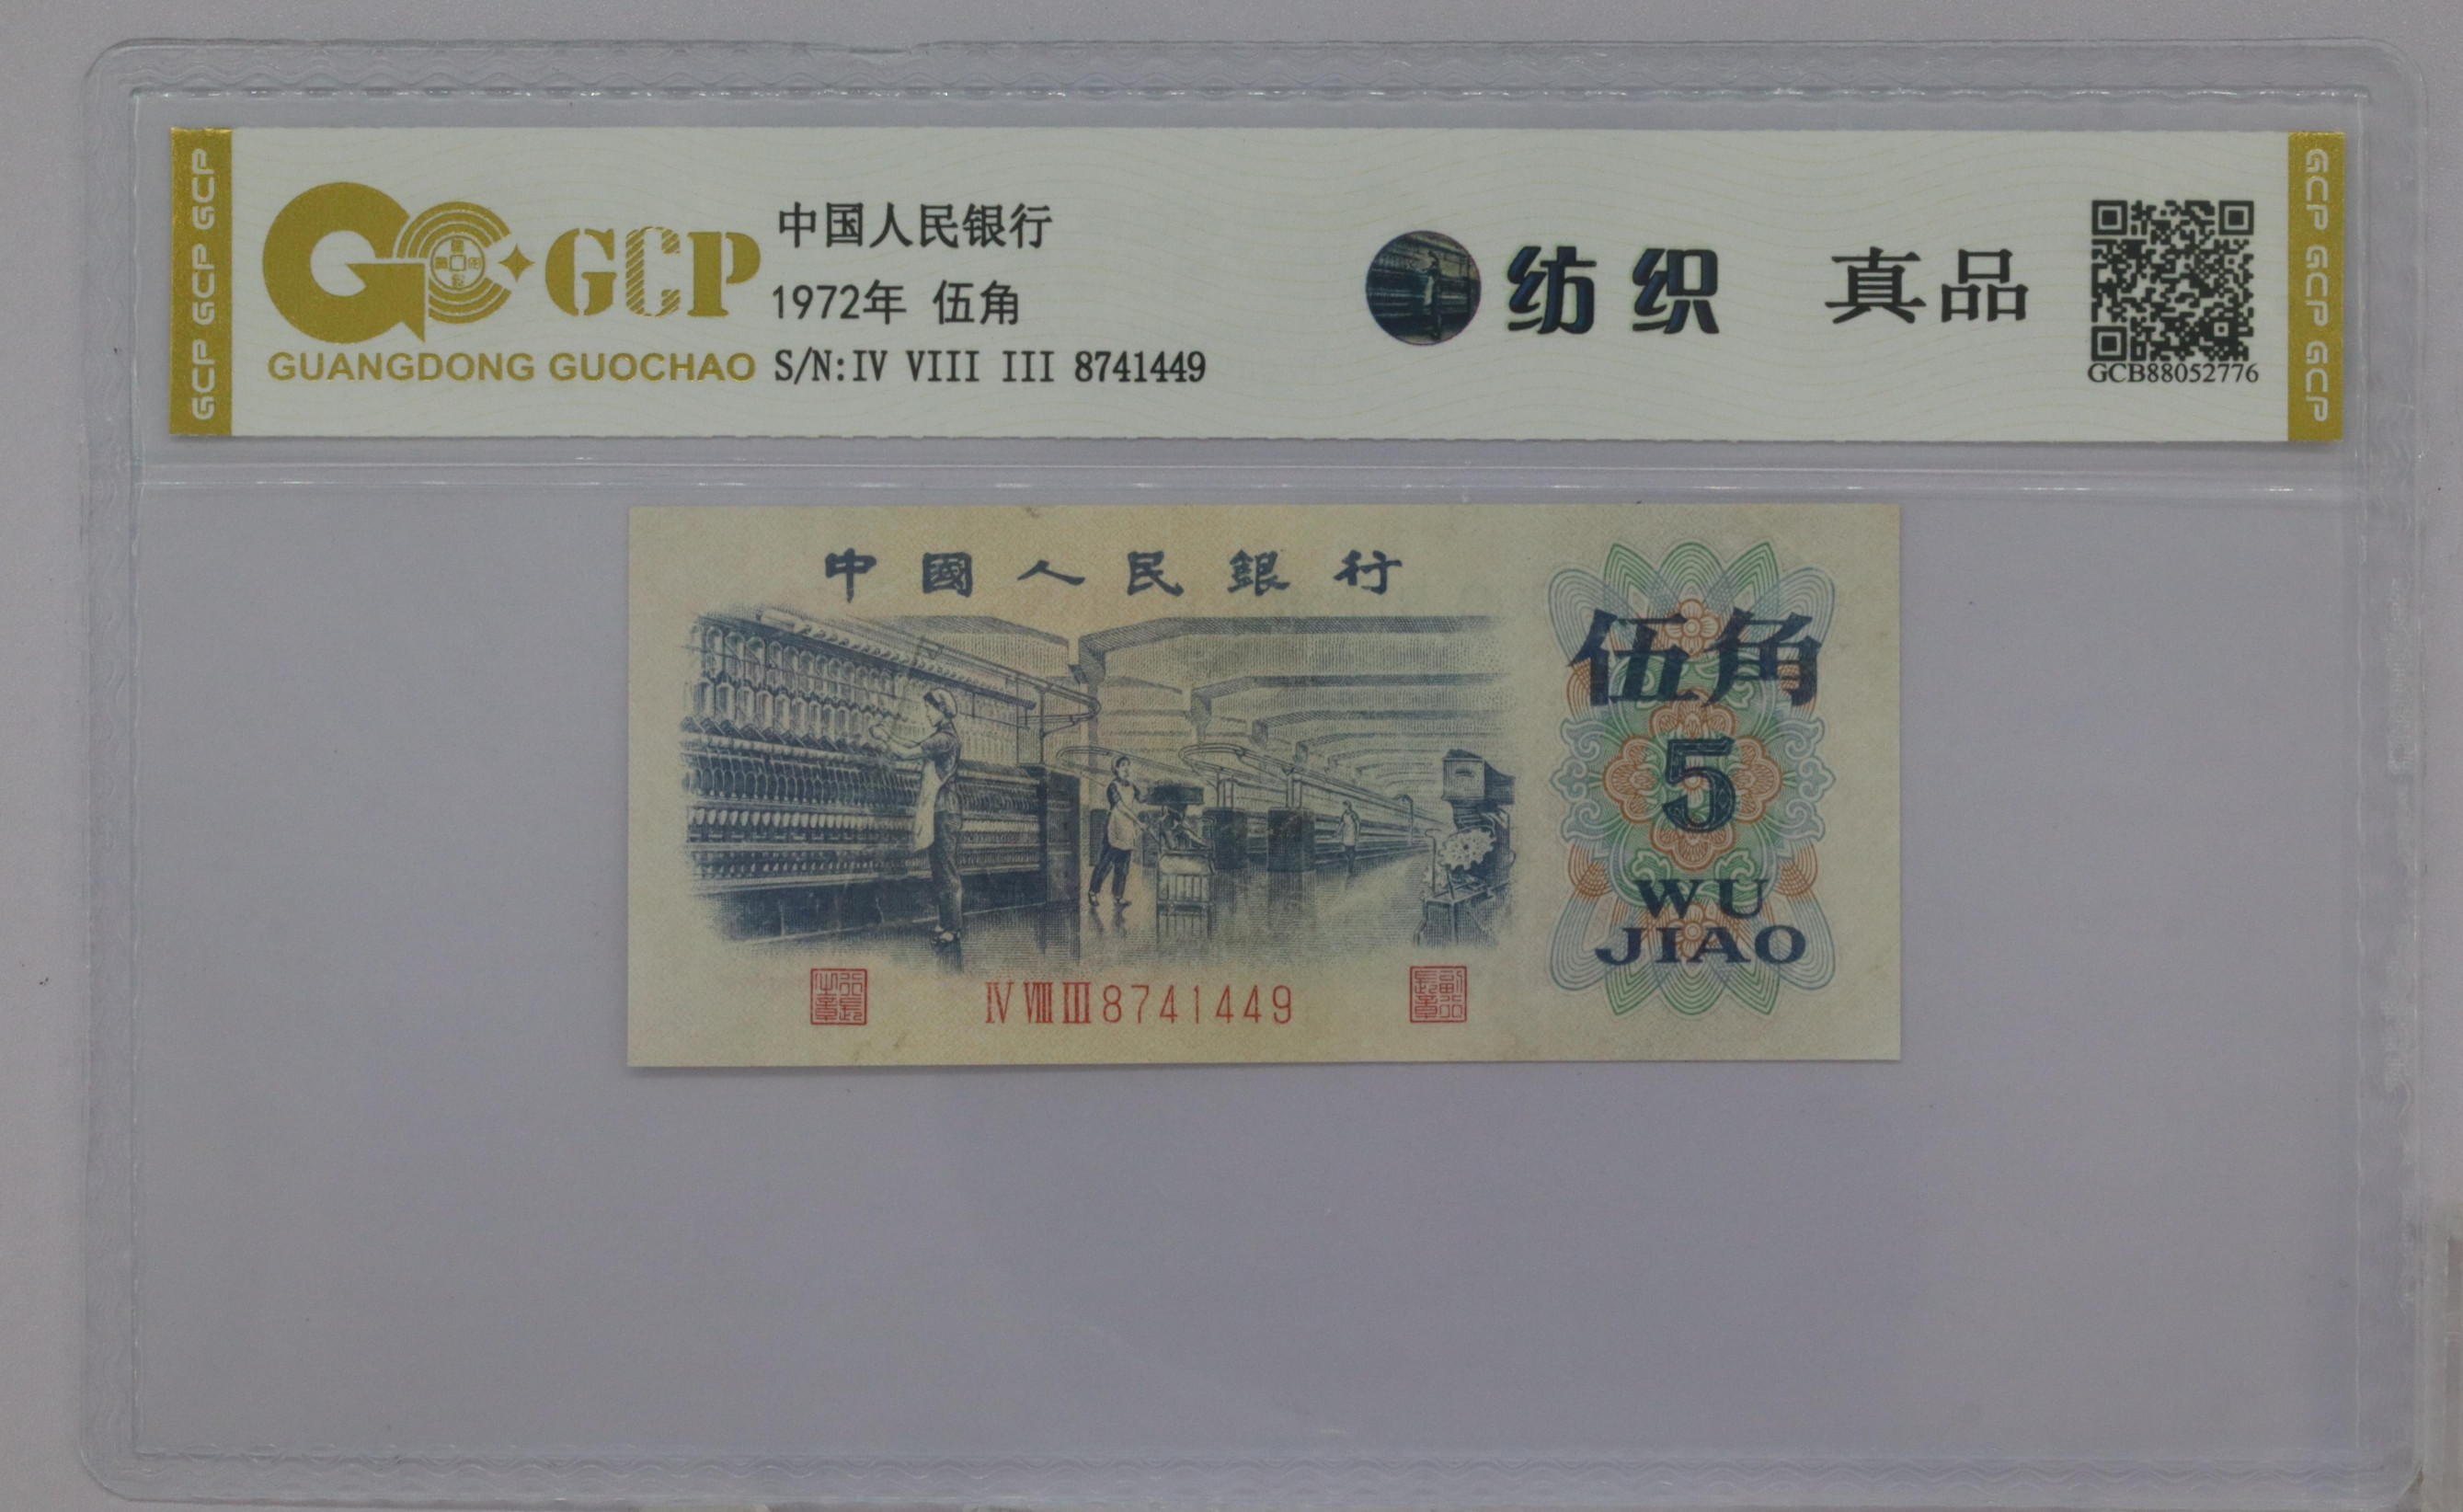 GCP GCP GCP
GCP
GUANGDONG GUOCHAO
中国人民银行
1972年 伍角
S/N:IV VIII III 8741449
纺织 真品
GCB88052776
GCP GCP GCP
中國人民銀行
伍角
5
WU
JIAO
IV VIII III 8741449